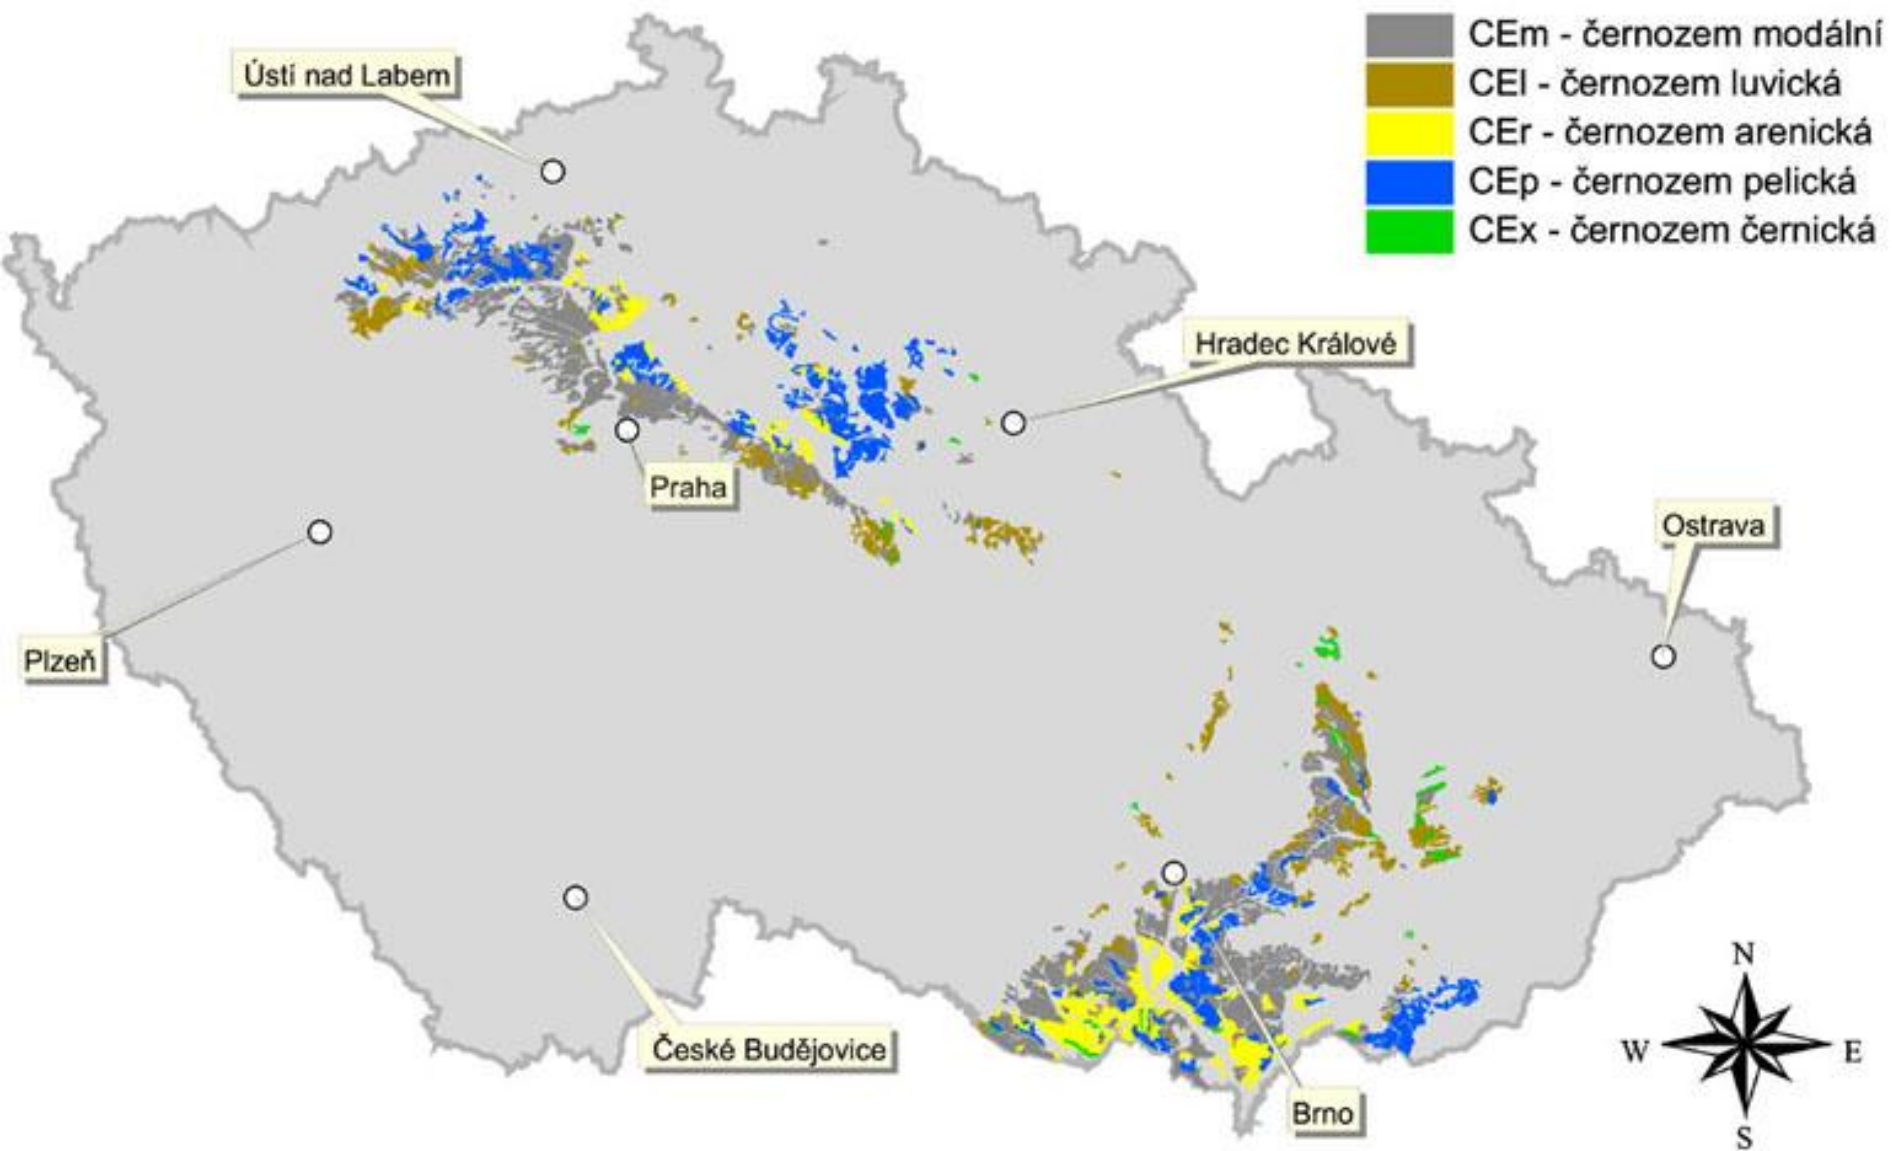 CEm - černozem modální
CEl - černozem luvická
CEr - černozem arenická
CEp - černozem pelická
CEx - černozem černická
Ústí nad Labem
Hradec Králové
Praha
Ostrava
Plzeň
České Budějovice
Brno
N
W
E
S